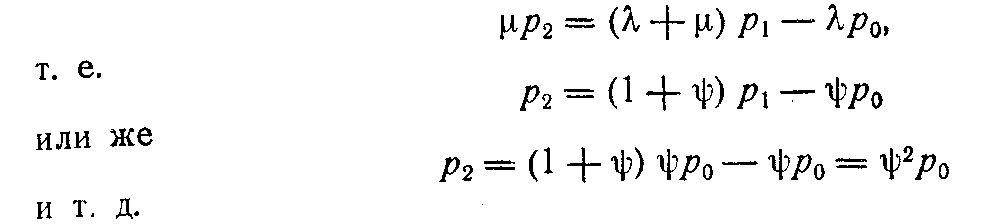 μp₂ = (λ + μ) p₁ — λp₀,
т. е.
p₂ = (1 + ψ) p₁ — ψp₀
или же
p₂ = (1 + ψ) ψp₀ — ψp₀ = ψ²p₀
и т. д.